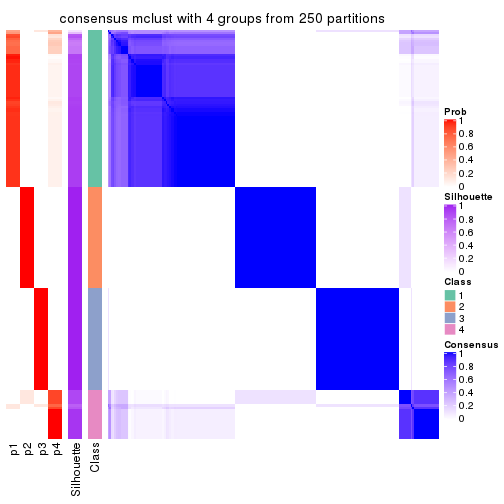 consensus mclust with 4 groups from 250 partitions
Prob
1
0.8
0.6
0.4
0.2
0
Silhouette
1
0.8
0.6
0.4
0.2
0
Class
1
2
3
4
Consensus
1
0.8
0.6
0.4
0.2
0
p1
p2
p3
p4
Silhouette
Class